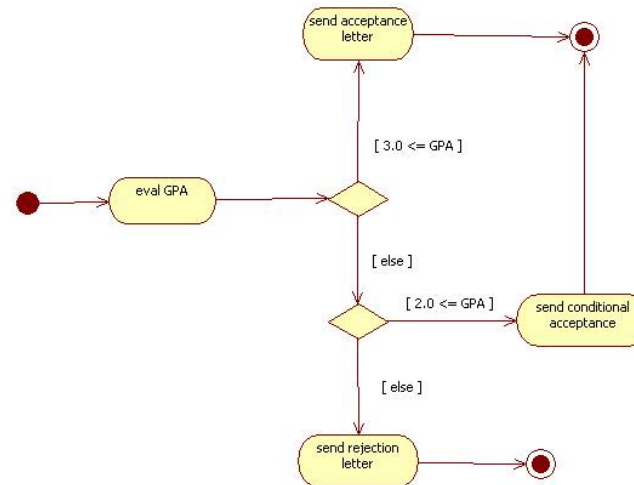 send acceptance
letter
[ 3.0 <= GPA ]
eval GPA
[ else ]
[ 2.0 <= GPA ]
send conditional
acceptance
[ else ]
send rejection
letter